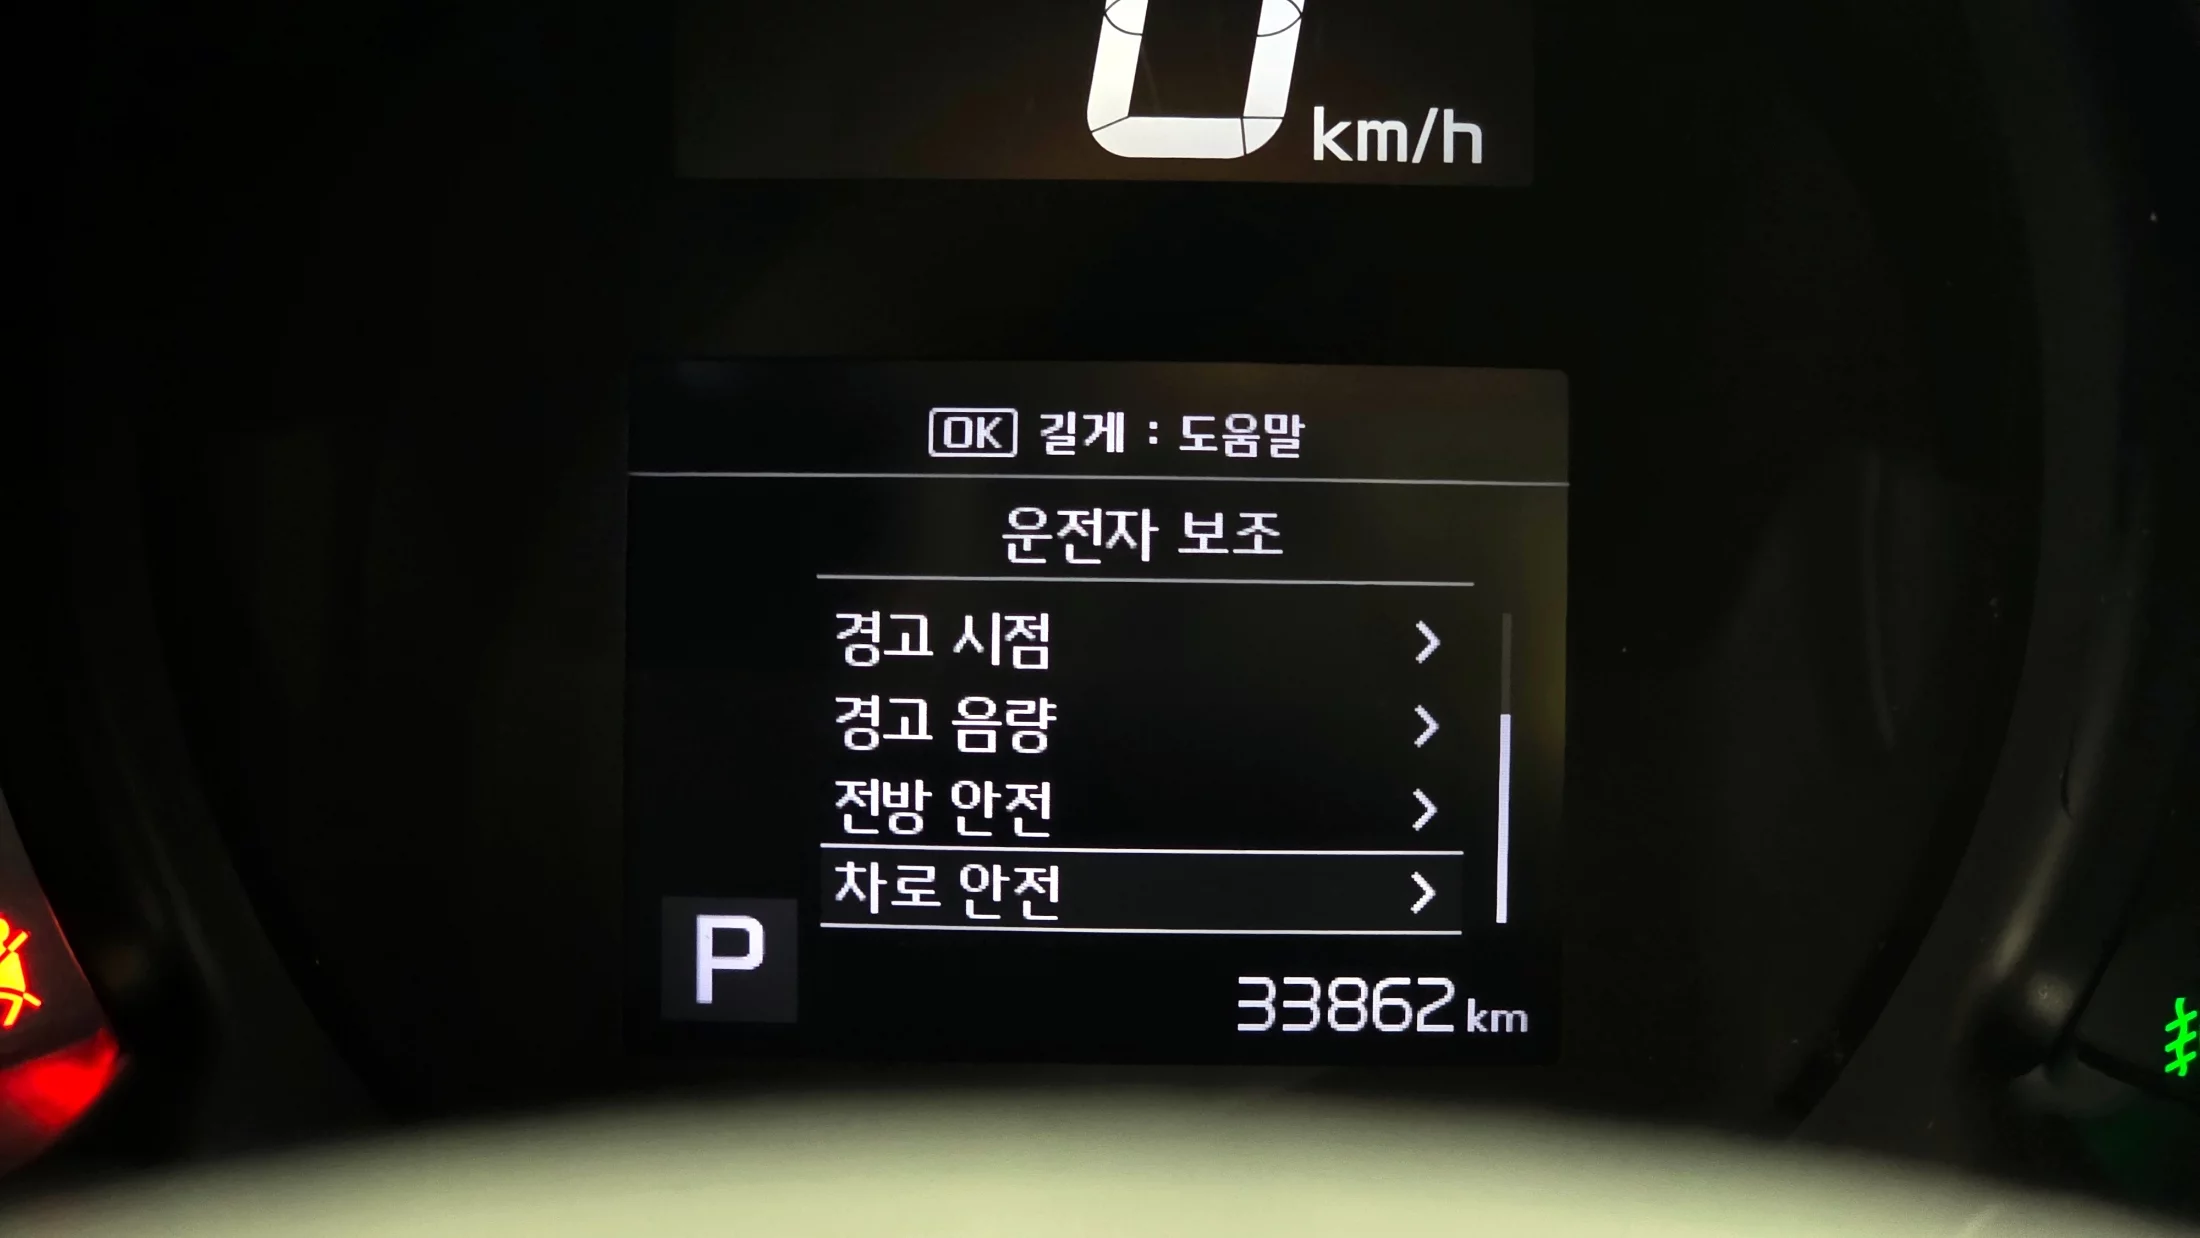 0 km/h
OK 길게 : 도움말
운전자 보조
경고 시점
경고 음량
전방 안전
차로 안전
P
33862 km